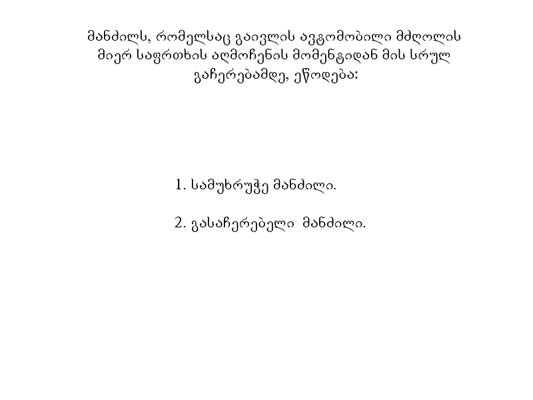 მანძილს, რომელსაც გაივლის ავტომობილი მძღოლის
მიერ საფრთხის აღმოჩენის მომენტიდან მის სრულ
გაჩერებამდე, ეწოდება:
1. სამუხრუჭე მანძილი.
2. გასაჩერებელი მანძილი.